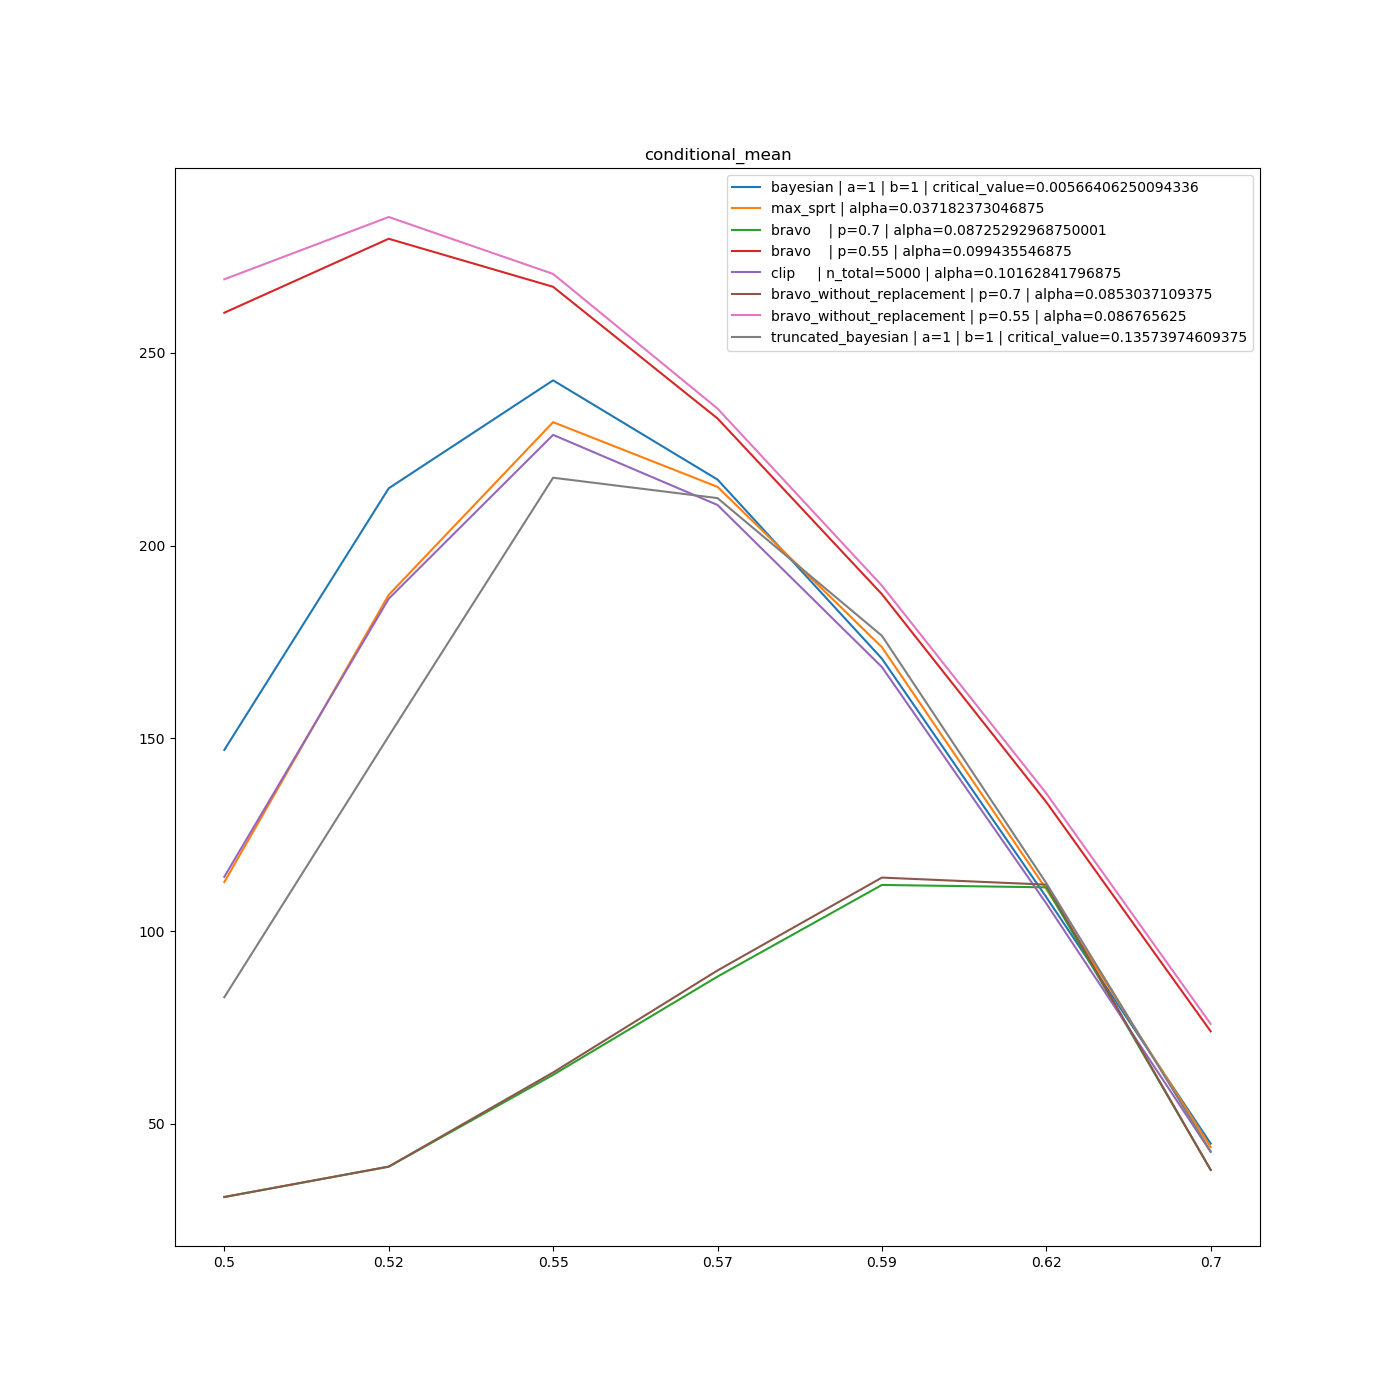 conditional_mean
bayesian | a=1 | b=1 | critical_value=0.00566406250094336
max_sprt | alpha=0.037182373046875
bravo    | p=0.7 | alpha=0.08725292968750001
bravo    | p=0.55 | alpha=0.099435546875
clip     | n_total=5000 | alpha=0.10162841796875
bravo_without_replacement | p=0.7 | alpha=0.0853037109375
bravo_without_replacement | p=0.55 | alpha=0.086765625
truncated_bayesian | a=1 | b=1 | critical_value=0.13573974609375
250
200
150
100
50
0.5 0.52 0.55 0.57 0.59 0.62 0.7